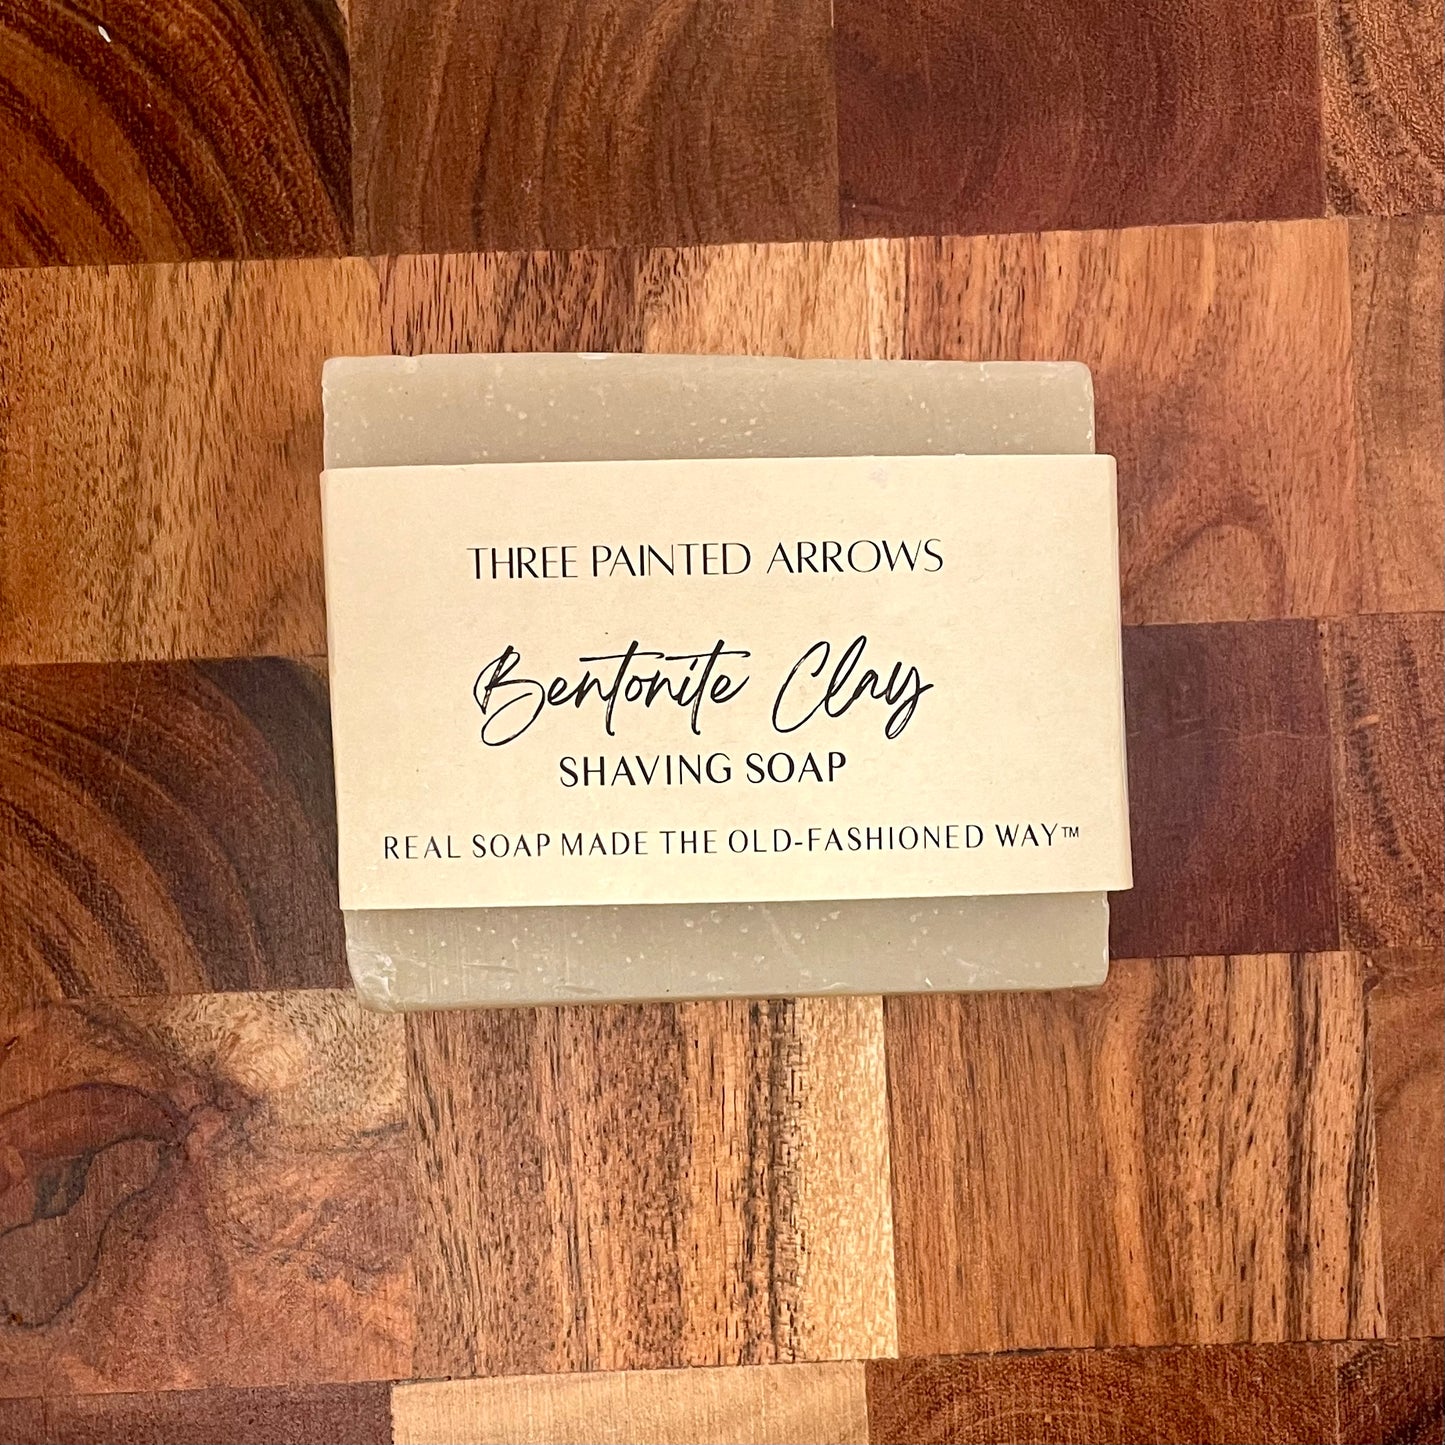 THREE PAINTED ARROWS
Bentonite Clay
SHAVING SOAP
REAL SOAP MADE THE OLD-FASHIONED WAY™